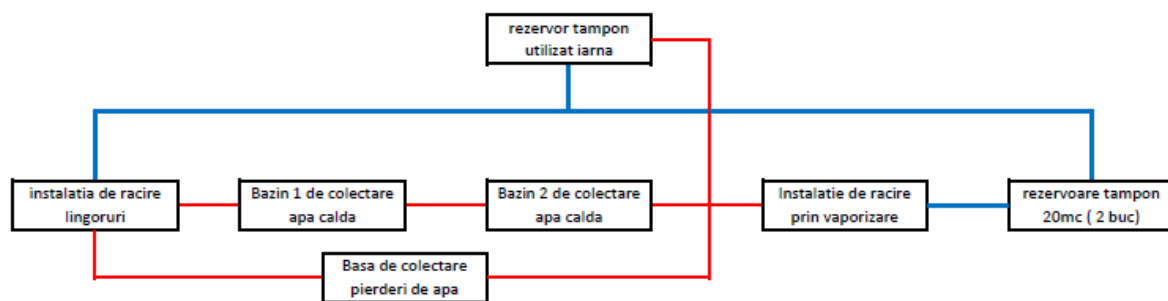 rezervor tampon
utilizat iarna
instalatia de racire
lingoruri
Bazin 1 de colectare
apa calda
Bazin 2 de colectare
apa calda
Instalatie de racire
prin vaporizare
rezervoare tampon
20mc ( 2 buc)
Basa de colectare
pierderi de apa